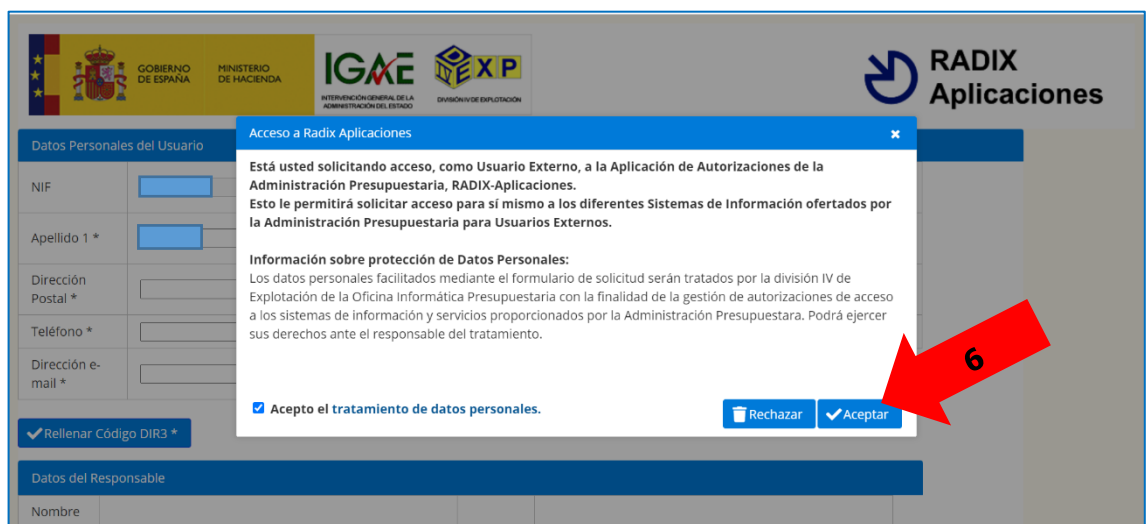 GOBIERNO
DE ESPAÑA
MINISTERIO
DE HACIENDA
IGAE
INTERVENCIÓN GENERAL DE LA
ADMINISTRACIÓN DEL ESTADO
DEXP
DIVISIÓN IV DE EXPLOTACIÓN
RADIX
Aplicaciones
Datos Personales del Usuario
Acceso a Radix Aplicaciones
Está usted solicitando acceso, como Usuario Externo, a la Aplicación de Autorizaciones de la
Administración Presupuestaria, RADIX-Aplicaciones.
Esto le permitirá solicitar acceso para sí mismo a los diferentes Sistemas de Información ofertados por
la Administración Presupuestaria para Usuarios Externos.
Información sobre protección de Datos Personales:
Los datos personales facilitados mediante el formulario de solicitud serán tratados por la división IV de
Explotación de la Oficina Informática Presupuestaria con la finalidad de la gestión de autorizaciones de acceso
a los sistemas de información y servicios proporcionados por la Administración Presupuestara. Podrá ejercer
sus derechos ante el responsable del tratamiento.
Acepto el tratamiento de datos personales.
Rechazar
Aceptar
6
NIF
Apellido 1 *
Dirección
Postal *
Teléfono *
Dirección e-
mail *
Rellenar Código DIR3 *
Datos del Responsable
Nombre